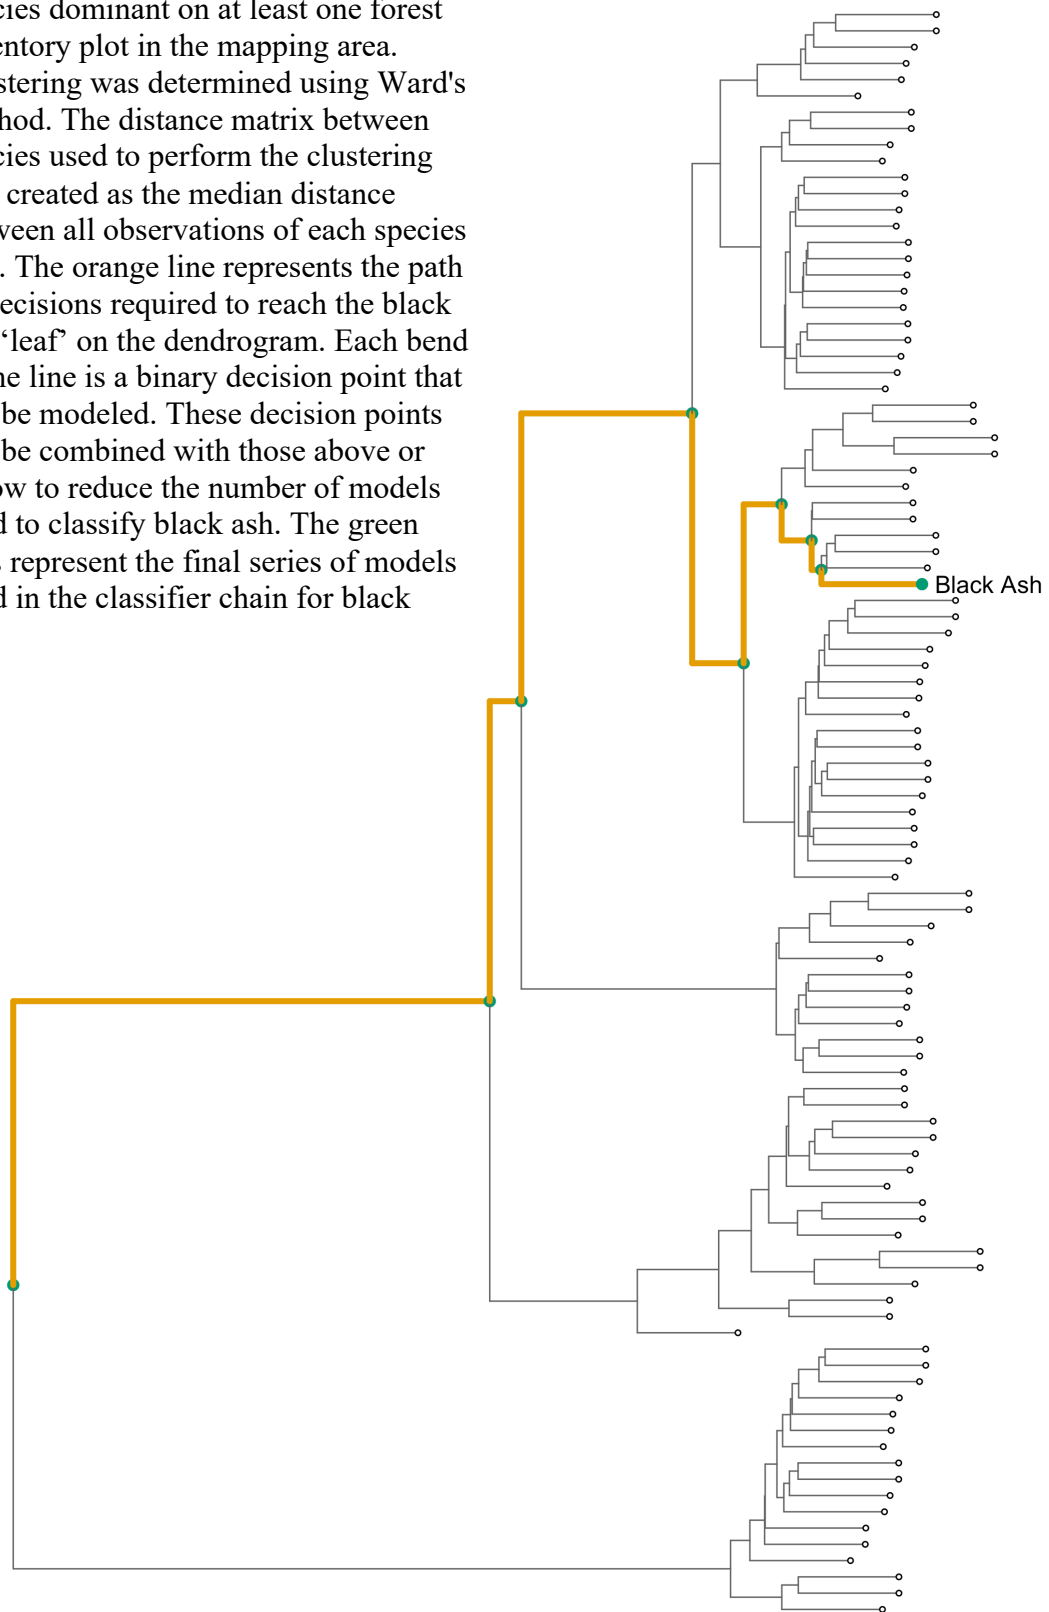 cies dominant on at least one forest
entory plot in the mapping area.
stering was determined using Ward's
hod. The distance matrix between
cies used to perform the clustering
created as the median distance
ween all observations of each species
. The orange line represents the path
ecisions required to reach the black
‘leaf’ on the dendrogram. Each bend
ne line is a binary decision point that
be modeled. These decision points
be combined with those above or
ow to reduce the number of models
d to classify black ash. The green
s represent the final series of models
d in the classifier chain for black
Black Ash